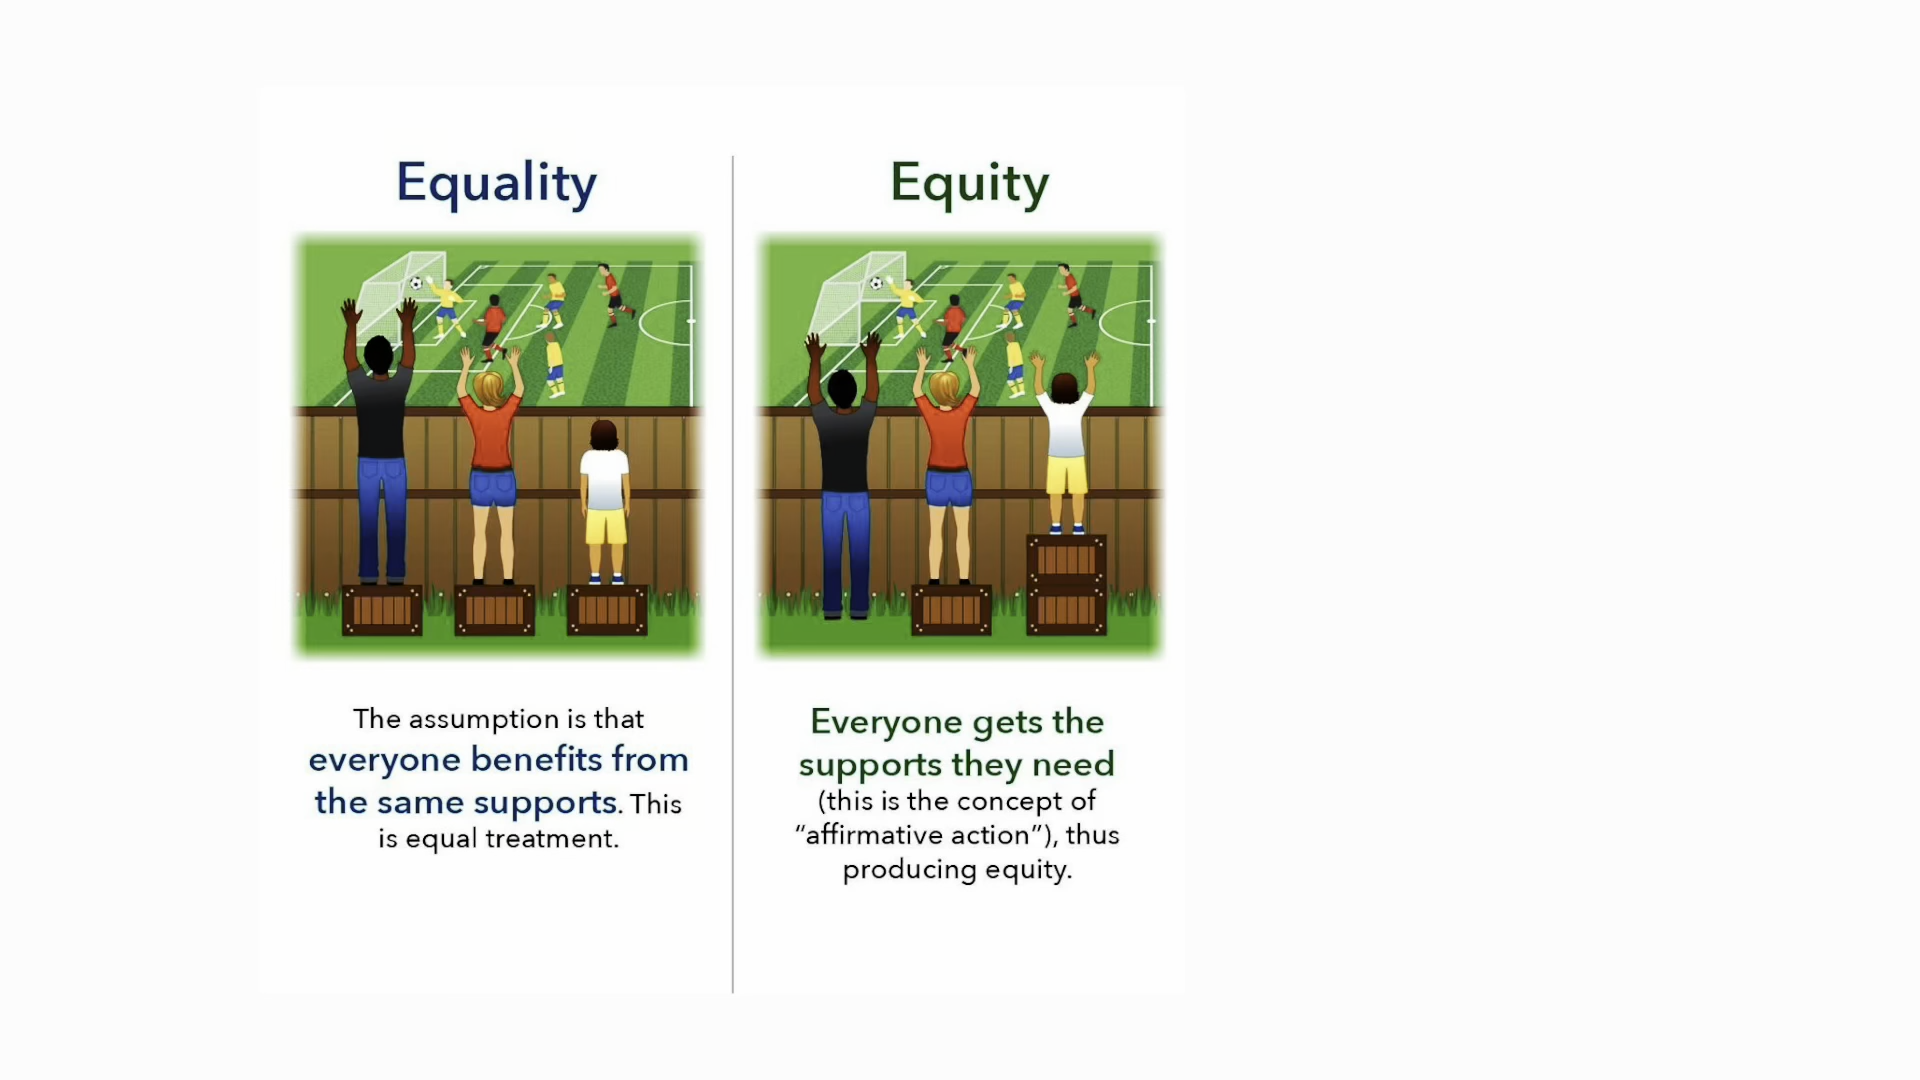 Equality
The assumption is that
everyone benefits from
the same supports. This
is equal treatment.
Equity
Everyone gets the
supports they need
(this is the concept of
“affirmative action”), thus
producing equity.